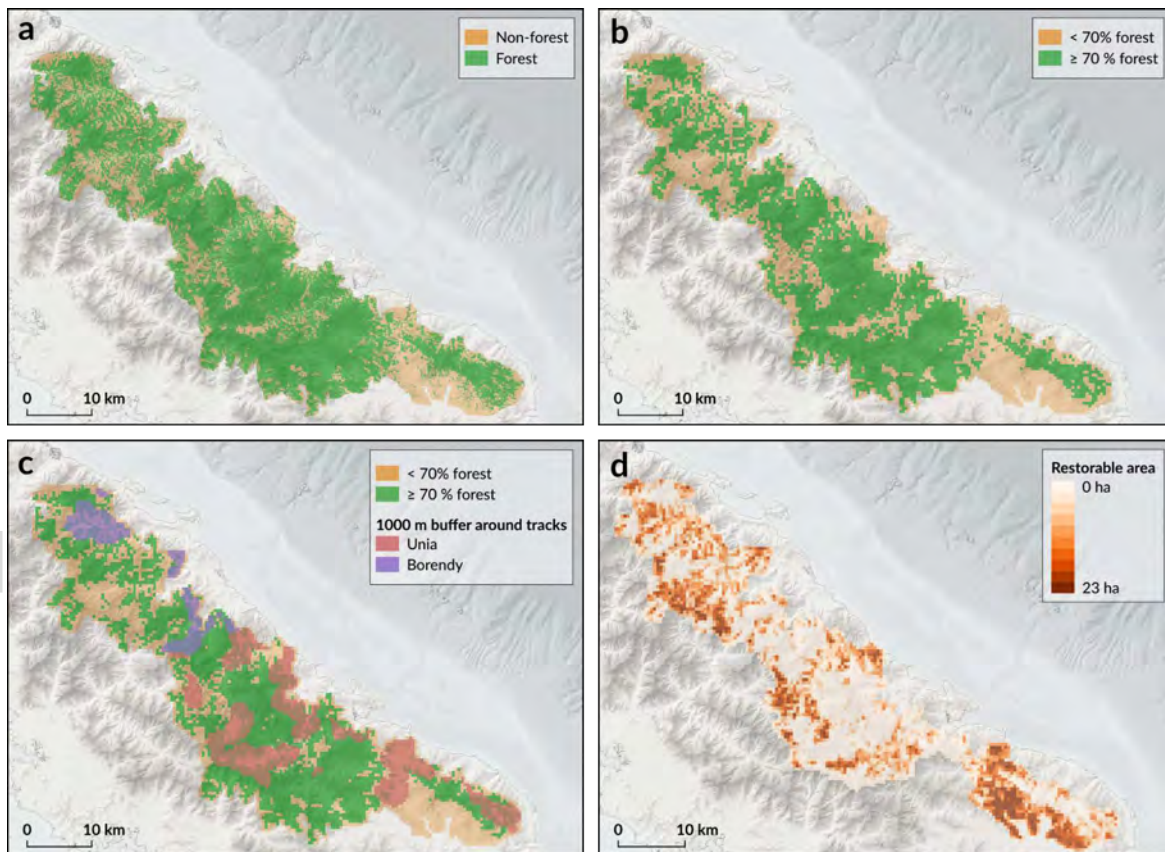 a
Non-forest
Forest
0 10 km
b
< 70% forest
≥ 70 % forest
0 10 km
c
< 70% forest
≥ 70 % forest
1000 m buffer around tracks
Unia
Borendy
0 10 km
d
Restorable area
0 ha
23 ha
0 10 km